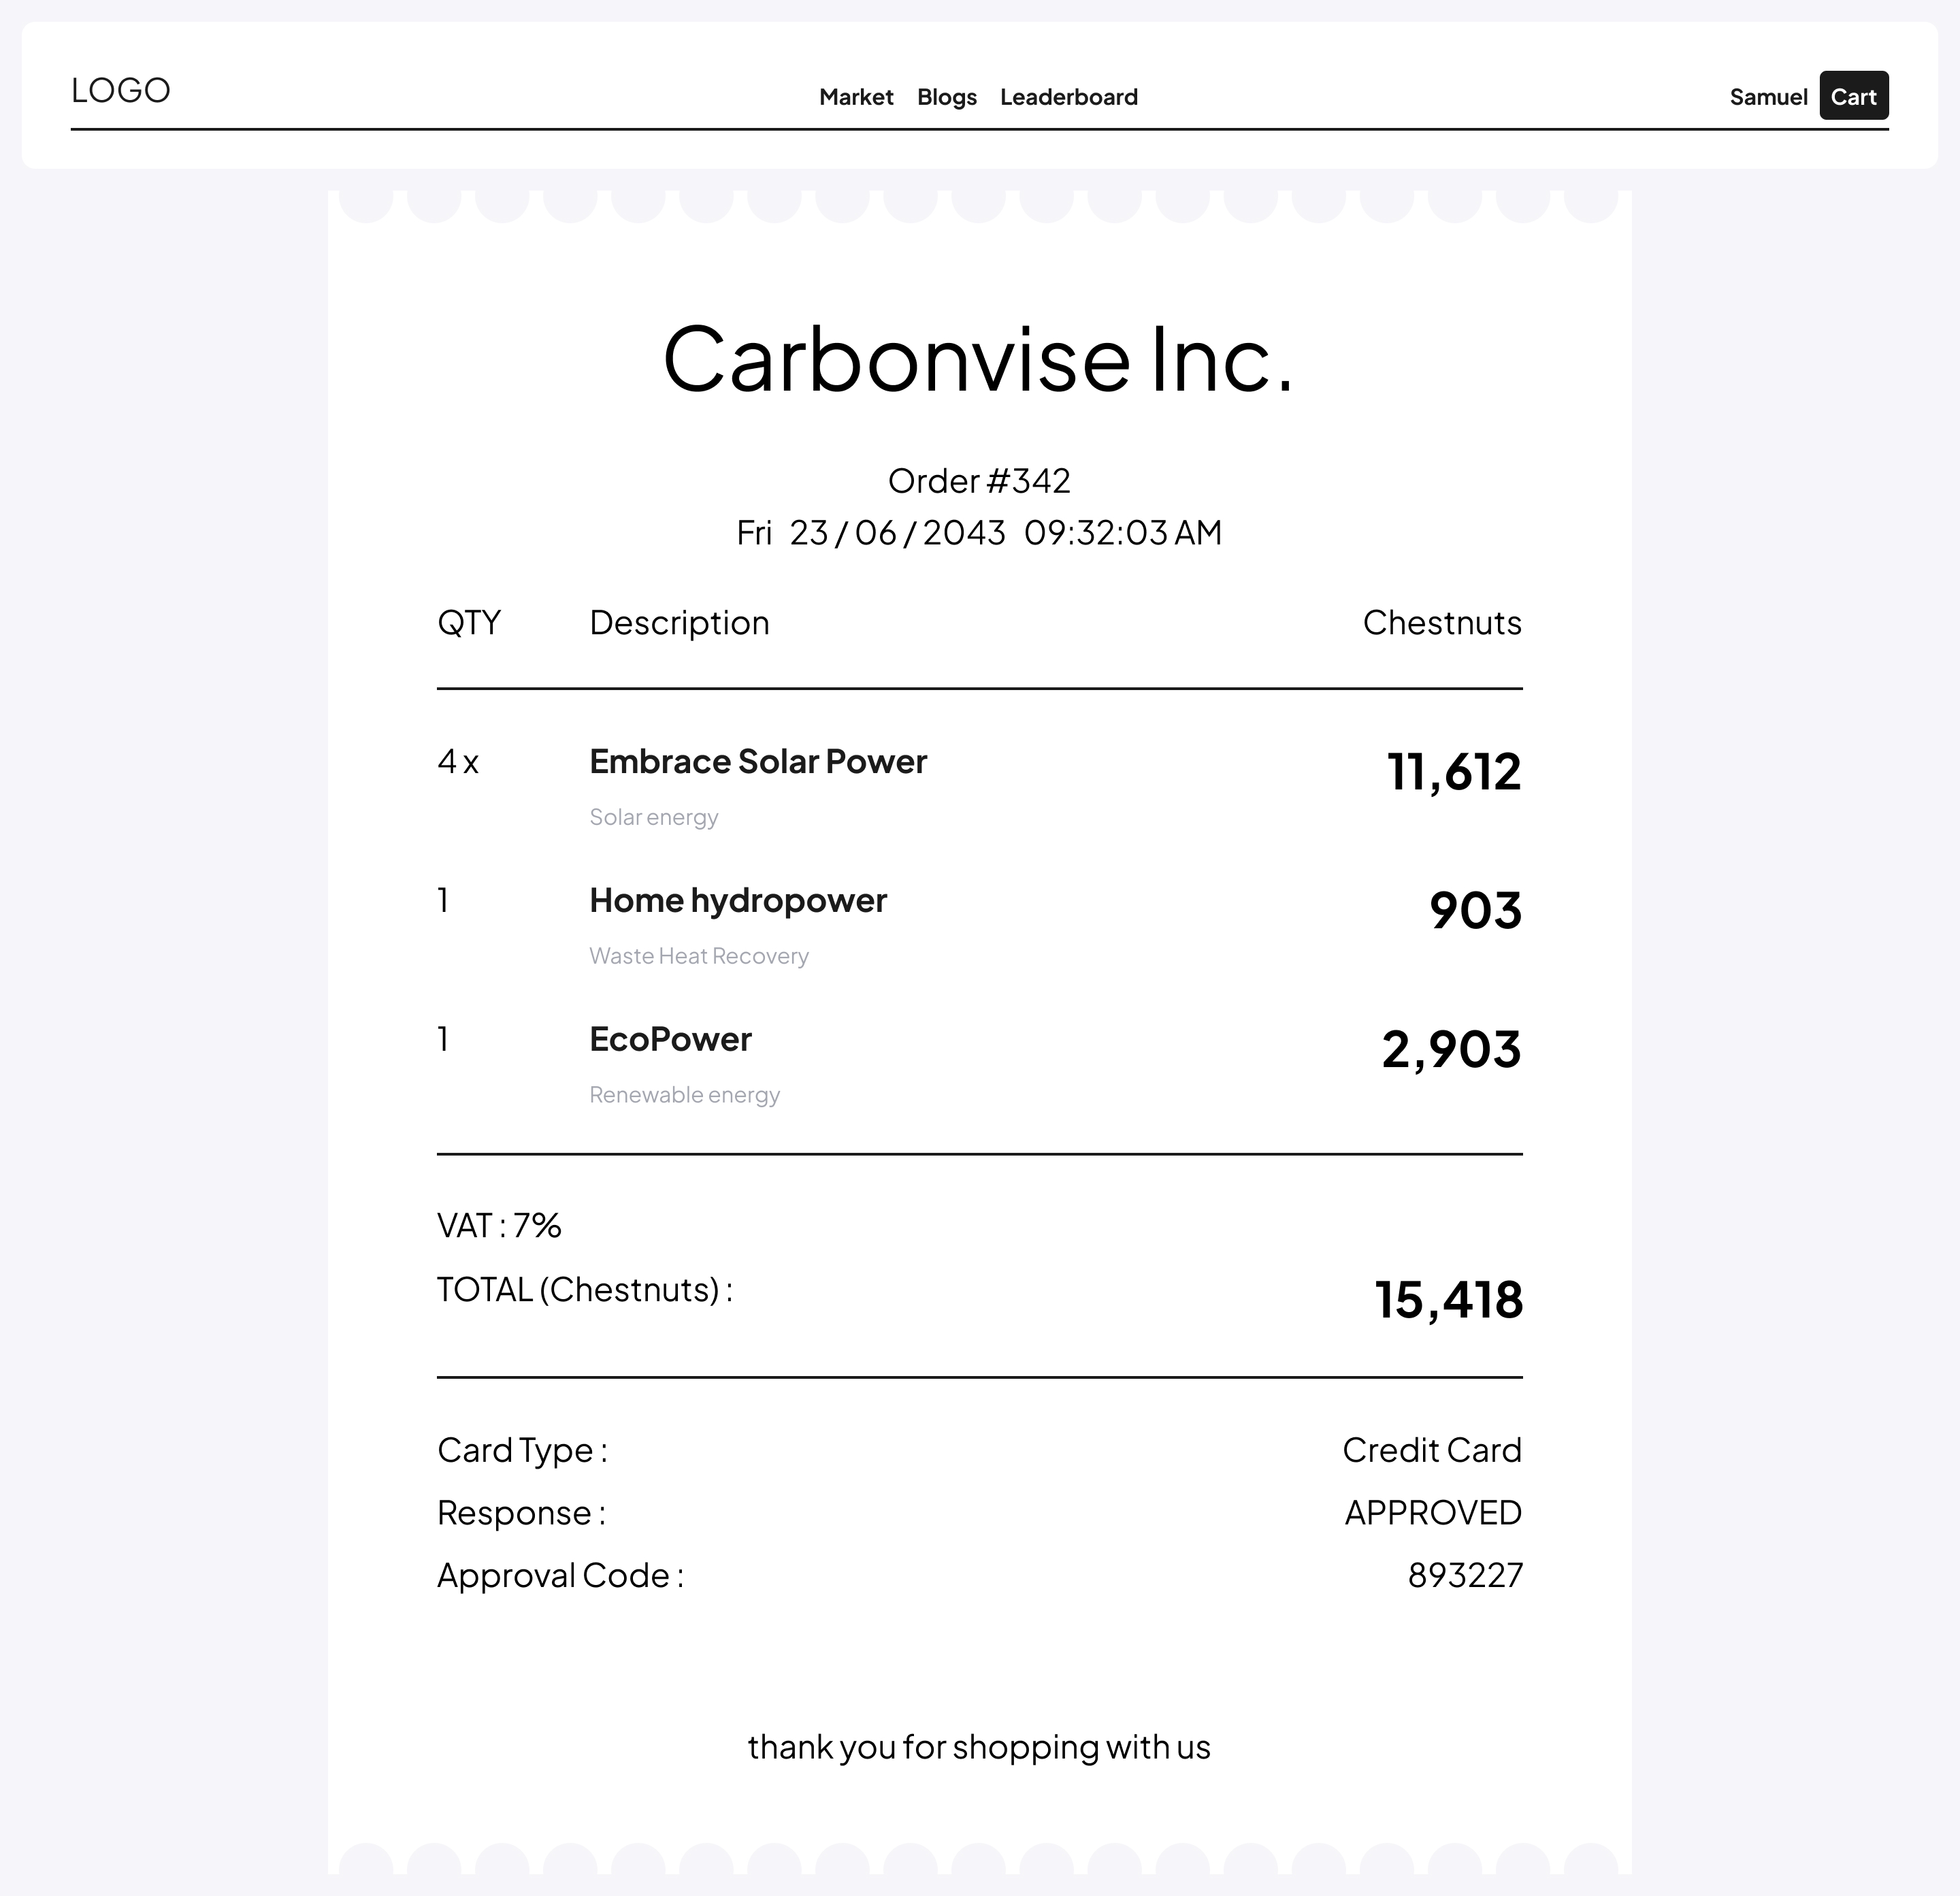 LOGO
Market Blogs Leaderboard
Samuel Cart
Carbonvise Inc.
Order #342
Fri 23 / 06 / 2043 09:32:03 AM
QTY Description Chestnuts
4 x Embrace Solar Power 11,612
Solar energy
1 Home hydropower 903
Waste Heat Recovery
1 EcoPower 2,903
Renewable energy
VAT : 7%
TOTAL (Chestnuts) : 15,418
Card Type : Credit Card
Response : APPROVED
Approval Code : 893227
thank you for shopping with us